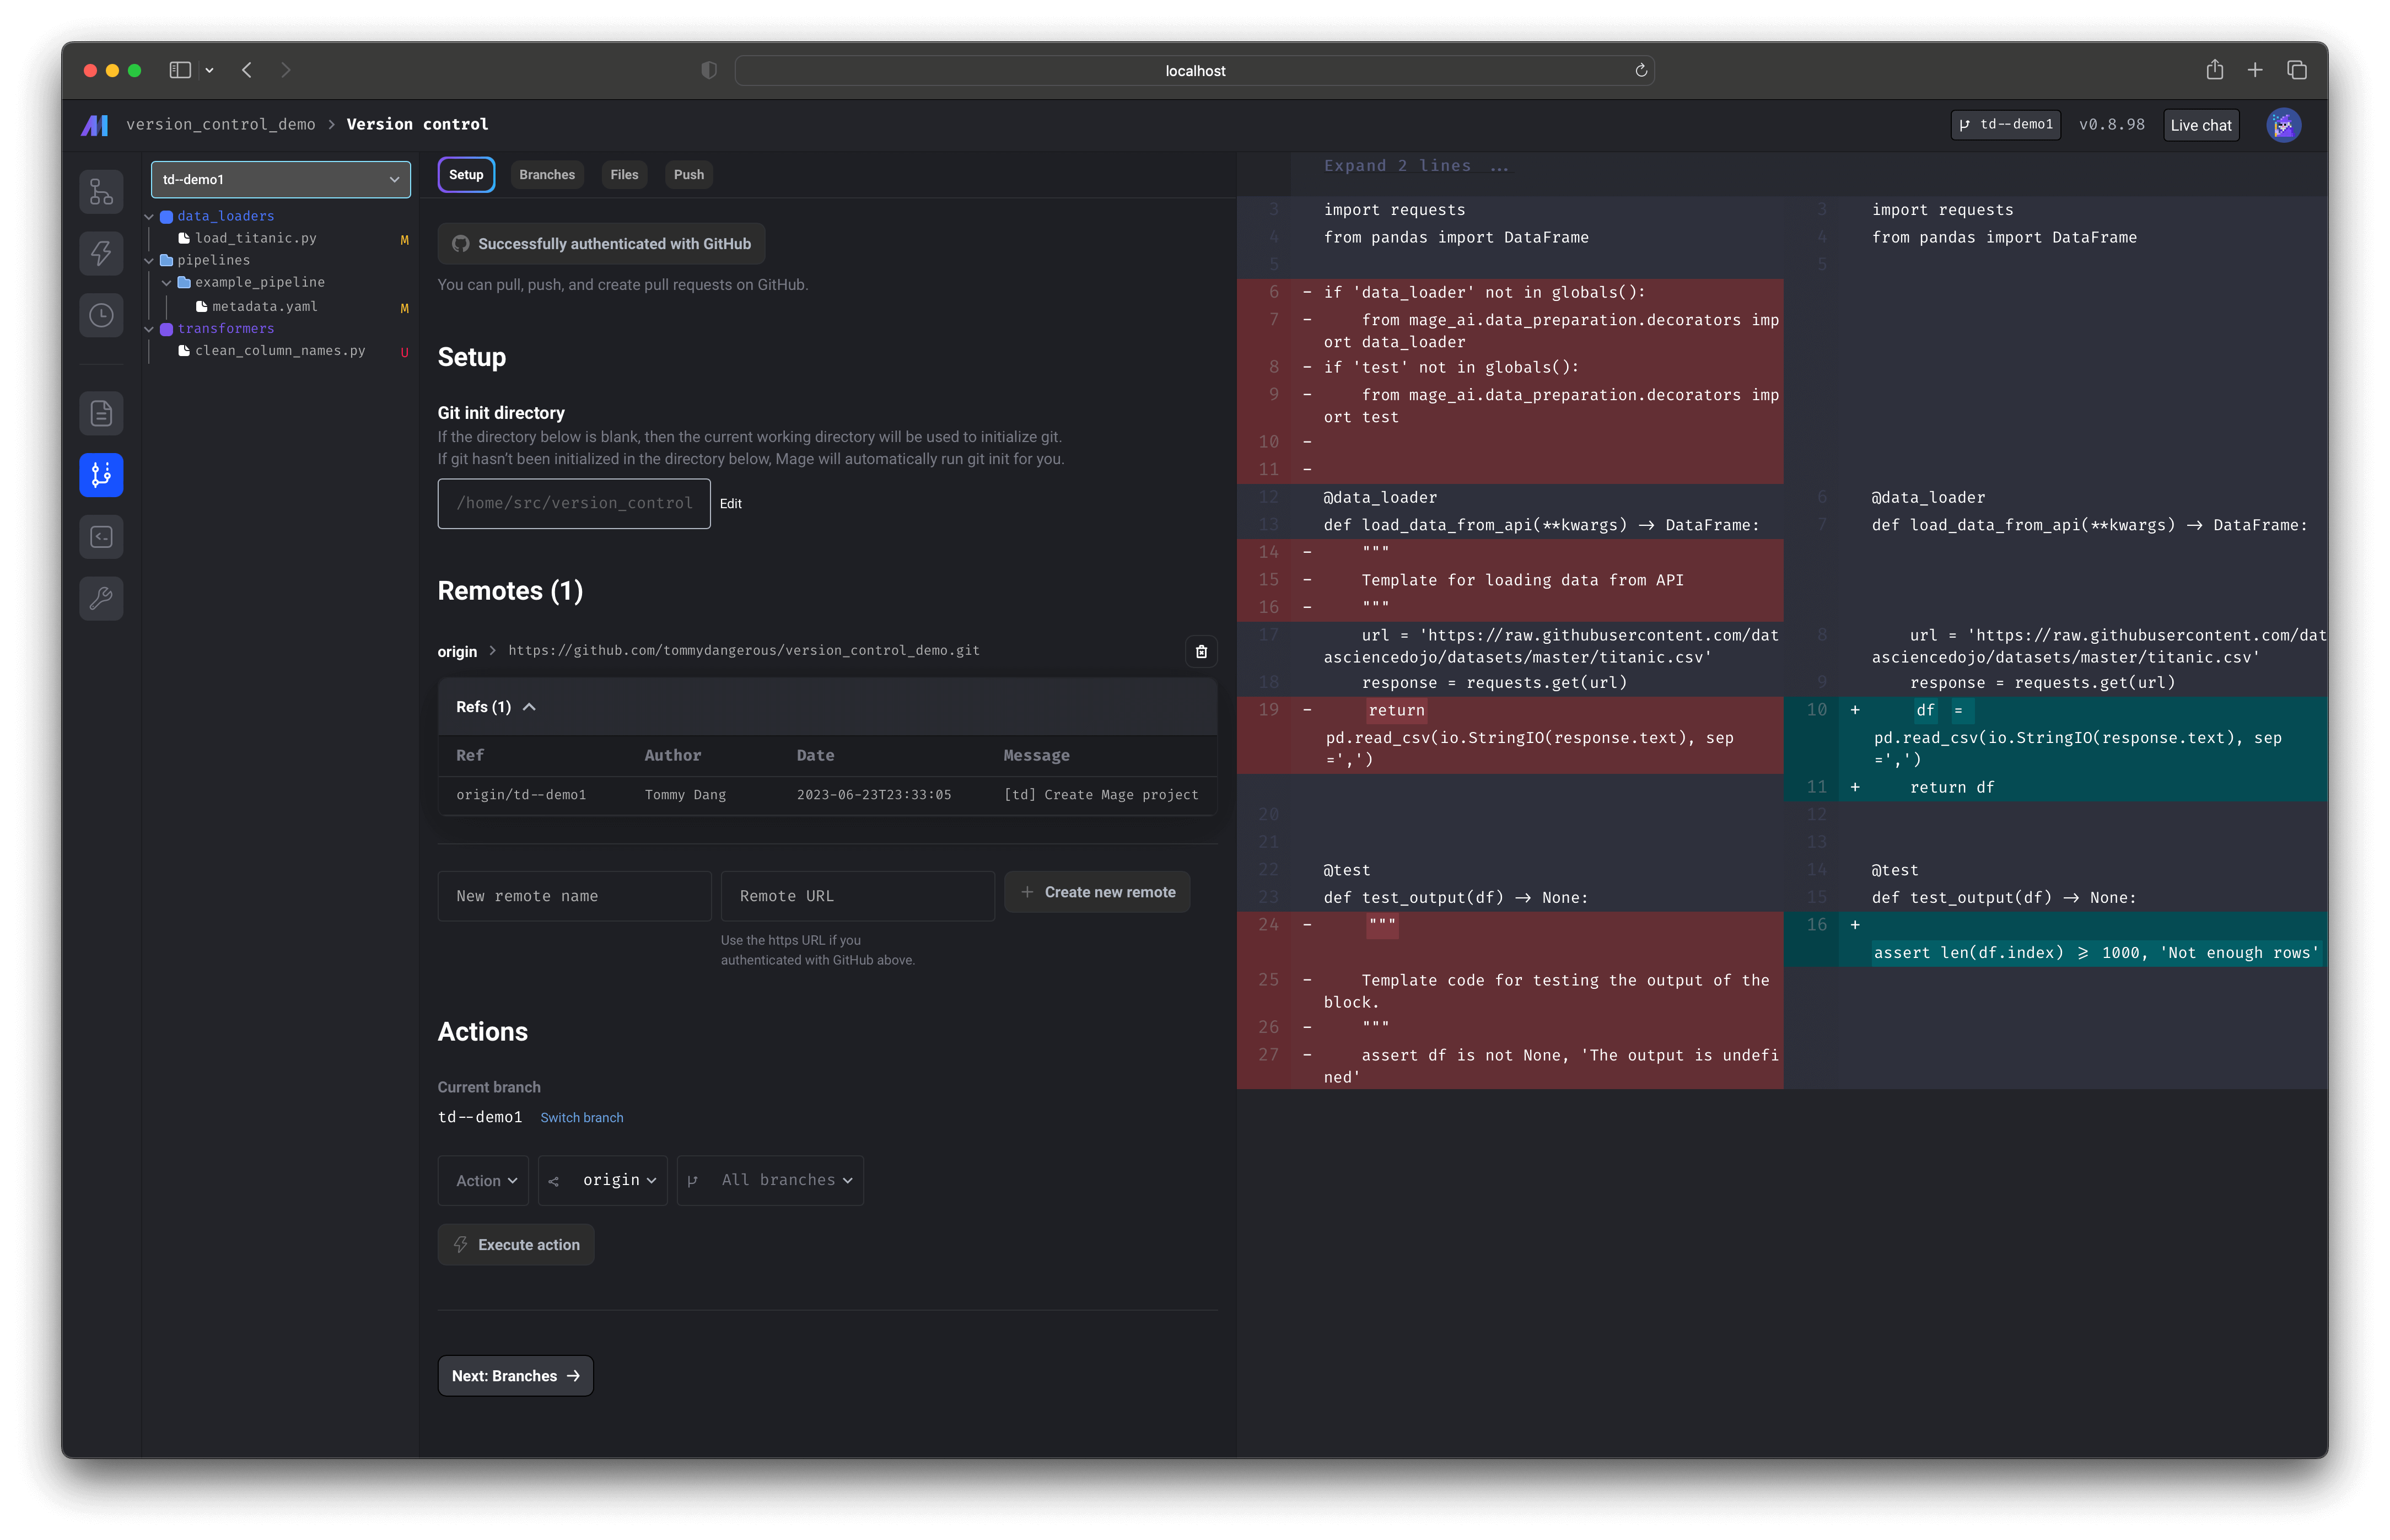 localhost
version_control_demo > Version control
td--demo1
v0.8.98
Live chat
td--demo1
data_loaders
load_titanic.py M
pipelines
example_pipeline
metadata.yaml M
transformers
clean_column_names.py U
Setup Branches Files Push
Successfully authenticated with GitHub
You can pull, push, and create pull requests on GitHub.
Setup
Git init directory
If the directory below is blank, then the current working directory will be used to initialize git.
If git hasn't been initialized in the directory below, Mage will automatically run git init for you.
/home/src/version_control
Edit
Remotes (1)
origin > https://github.com/tommydangerous/version_control_demo.git
Refs (1)
Ref Author Date Message
origin/td--demo1 Tommy Dang 2023-06-23T23:33:05 [td] Create Mage project
New remote name
Remote URL
+ Create new remote
Use the https URL if you
authenticated with GitHub above.
Actions
Current branch
td--demo1 Switch branch
Action
origin
All branches
Execute action
Next: Branches →
Expand 2 lines ...
3 import requests
4 from pandas import DataFrame
5
6 - if 'data_loader' not in globals():
7 - from mage_ai.data_preparation.decorators imp
ort data_loader
8 - if 'test' not in globals():
9 - from mage_ai.data_preparation.decorators imp
ort test
10 -
11 -
12 @data_loader
13 def load_data_from_api(**kwargs) → DataFrame:
14 - """
15 - Template for loading data from API
16 - """
17 url = 'https://raw.githubusercontent.com/dat
asciencedojo/datasets/master/titanic.csv'
18 response = requests.get(url)
19 - return
pd.read_csv(io.StringIO(response.text), sep
=',')
20
21
22 @test
23 def test_output(df) → None:
24 - """
25 - Template code for testing the output of the
block.
26 - """
27 - assert df is not None, 'The output is undefi
ned'
3 import requests
4 from pandas import DataFrame
5
6 @data_loader
7 def load_data_from_api(**kwargs) → DataFrame:
8 url = 'https://raw.githubusercontent.com/dat
asciencedojo/datasets/master/titanic.csv'
9 response = requests.get(url)
10 + df =
pd.read_csv(io.StringIO(response.text), sep
=',')
11 + return df
12
13
14 @test
15 def test_output(df) → None:
16 +
assert len(df.index) ⩾ 1000, 'Not enough rows'